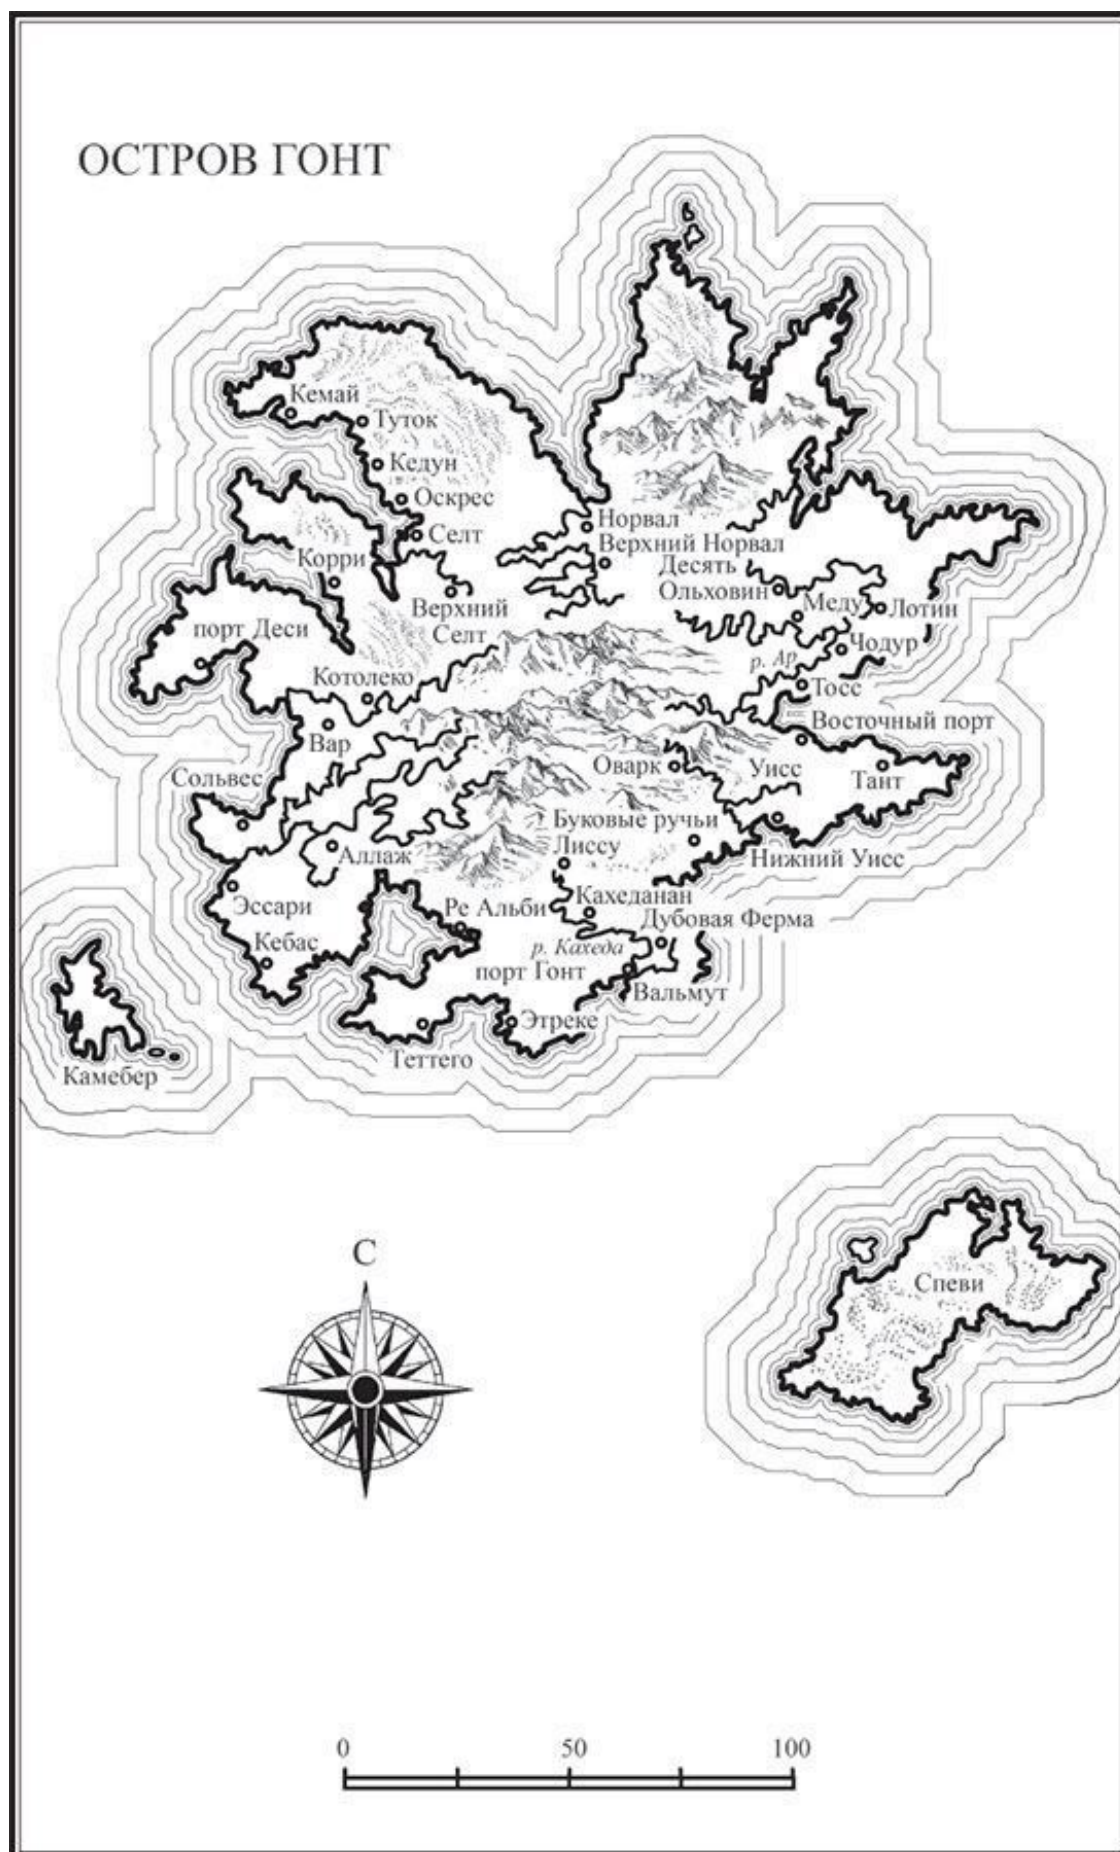 ОСТРОВ ГОНТ
Кемай
Туток
Кедун
Оскрес
Селт
Норвал
Верхний Норвал
Корри
Десять
Ольховин
Верхний
Селт
Меду
Лотин
порт Деси
Чодур
р. Ар
Котолеко
Тосс
Восточный порт
Вар
Оварк
Уисс
Тант
Сольвес
Буковые ручьи
Лиссу
Нижний Уисс
Аллаж
Эссари
Ре Альби
Кахеданан
Дубовая Ферма
Кебас
р. Кахеда
порт Гонт
Вальмут
Этреке
Теттего
Камебер
С
Спеви
0 50 100